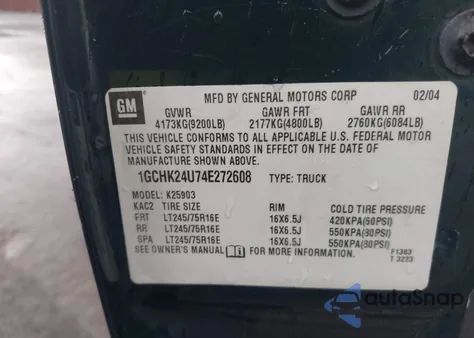 GM MFD BY GENERAL MOTORS CORP 02/04
GVWR GAWR FRT GAWR RR
4173KG(9200LB) 2177KG(4800LB) 2760KG(6084LB)
THIS VEHICLE CONFORMS TO ALL APPLICABLE U.S. FEDERAL MOTOR
VEHICLE SAFETY STANDARDS IN EFFECT ON THE DATE OF
MANUFACTURE SHOWN ABOVE.
1GCHK24U74E272608 TYPE: TRUCK
MODEL: K25903
KAC2 TIRE SIZE RIM COLD TIRE PRESSURE
FRT LT245/75R16E 16X6.5J 420KPA(60PSI)
RR LT245/75R16E 16X6.5J 550KPA(80PSI)
SPA LT245/75R16E 16X6.5J 550KPA(80PSI)
SEE OWNER'S MANUAL FOR MORE INFORMATION
F1363
T 3223
autoSnap